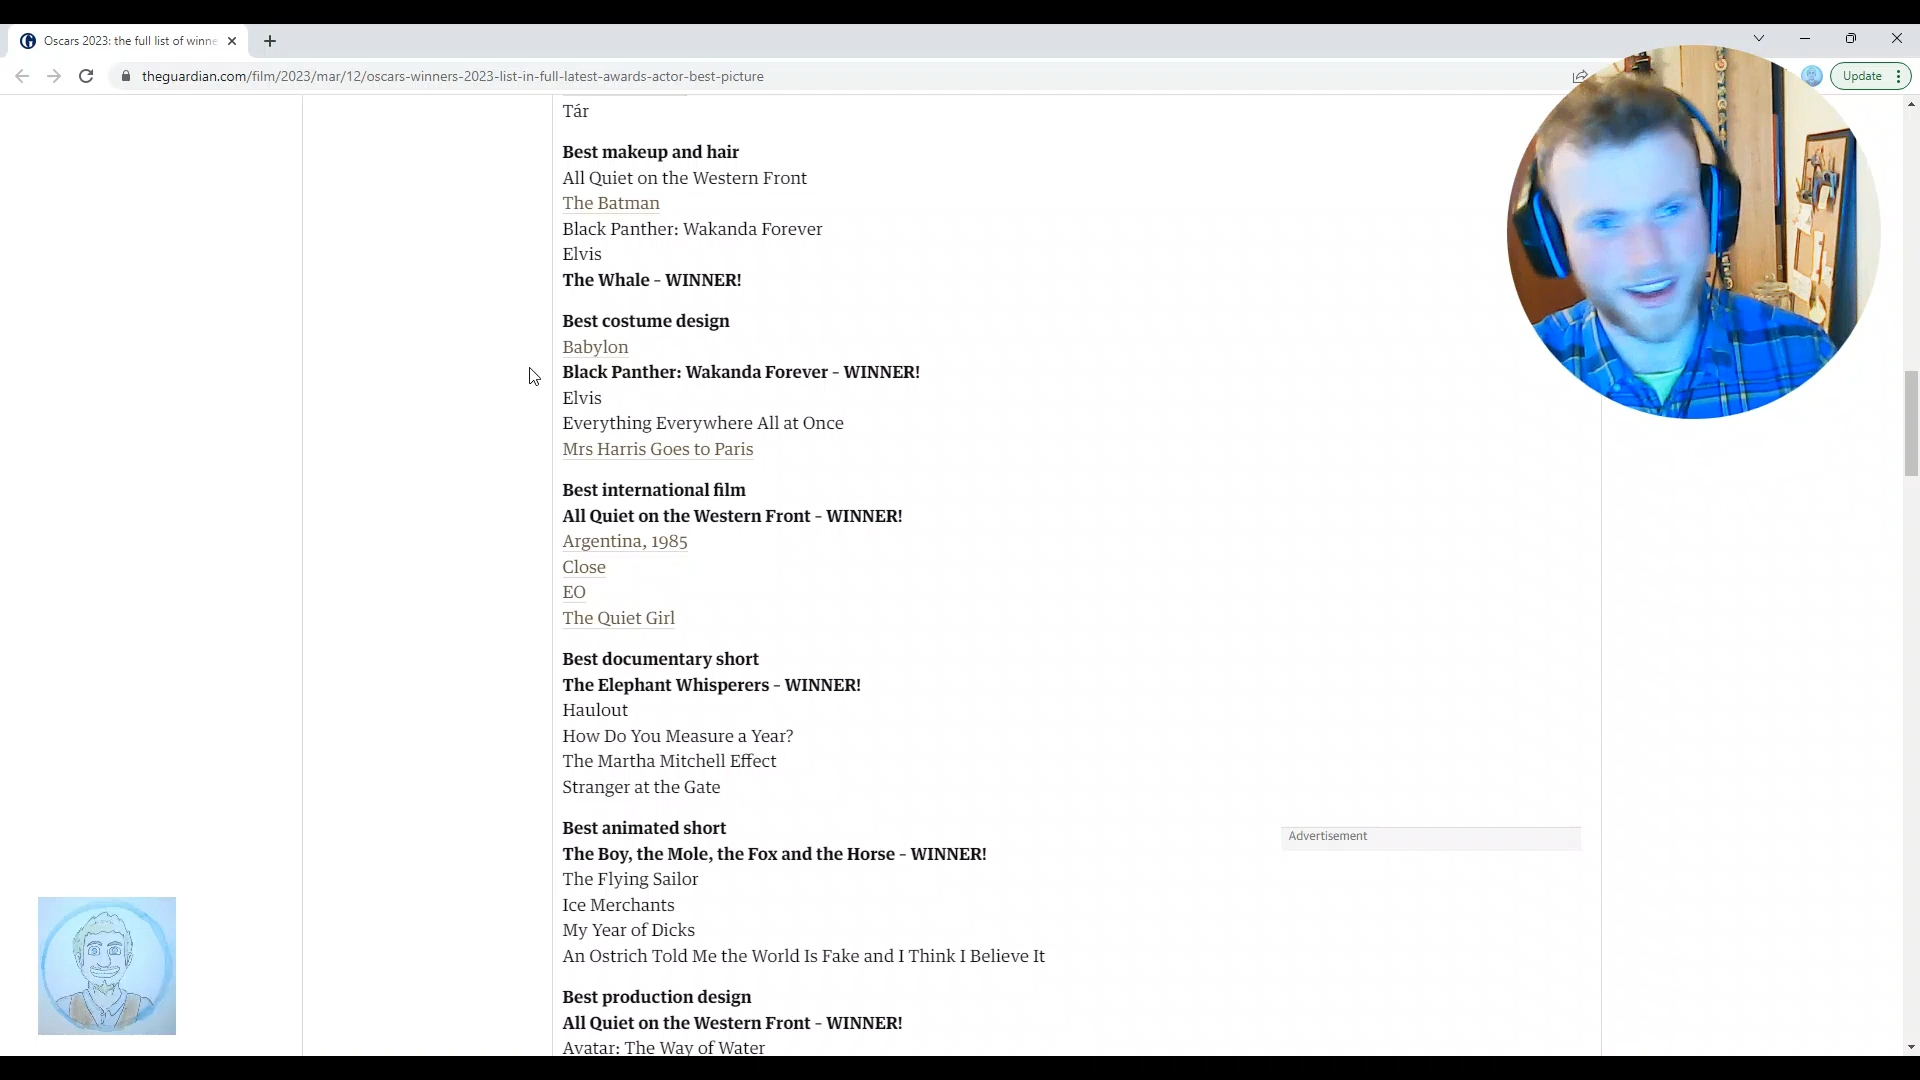 Oscars 2023: the full list of winne
theguardian.com/film/2023/mar/12/oscars-winners-2023-list-in-full-latest-awards-actor-best-picture
Update
Tár
Best makeup and hair
All Quiet on the Western Front
The Batman
Black Panther: Wakanda Forever
Elvis
The Whale – WINNER!
Best costume design
Babylon
Black Panther: Wakanda Forever – WINNER!
Elvis
Everything Everywhere All at Once
Mrs Harris Goes to Paris
Best international film
All Quiet on the Western Front – WINNER!
Argentina, 1985
Close
EO
The Quiet Girl
Best documentary short
The Elephant Whisperers – WINNER!
Haulout
How Do You Measure a Year?
The Martha Mitchell Effect
Stranger at the Gate
Best animated short
Advertisement
The Boy, the Mole, the Fox and the Horse – WINNER!
The Flying Sailor
Ice Merchants
My Year of Dicks
An Ostrich Told Me the World Is Fake and I Think I Believe It
Best production design
All Quiet on the Western Front – WINNER!
Avatar: The Way of Water